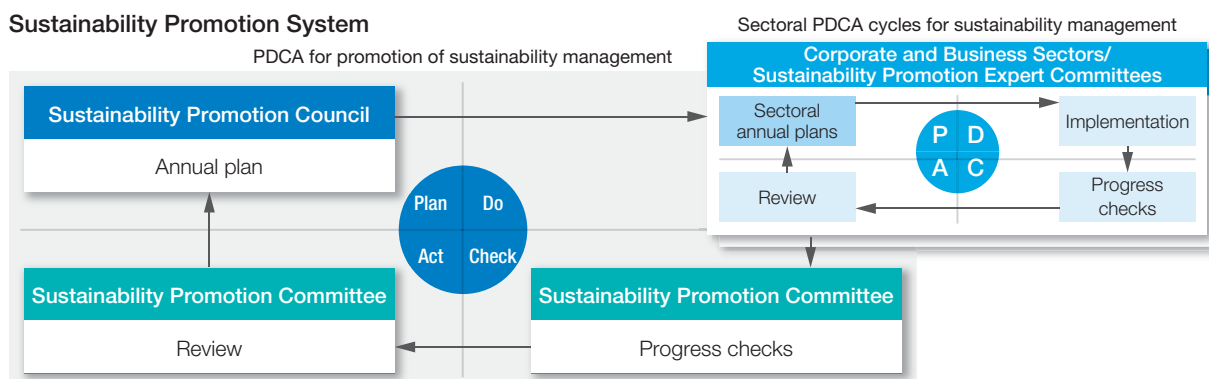 Sustainability Promotion System
PDCA for promotion of sustainability management
Sectoral PDCA cycles for sustainability management
Corporate and Business Sectors/
Sustainability Promotion Expert Committees
Sustainability Promotion Council
Annual plan
Sectoral
annual plans
Implementation
P D
A C
Review
Progress
checks
Plan Do
Act Check
Sustainability Promotion Committee
Review
Sustainability Promotion Committee
Progress checks